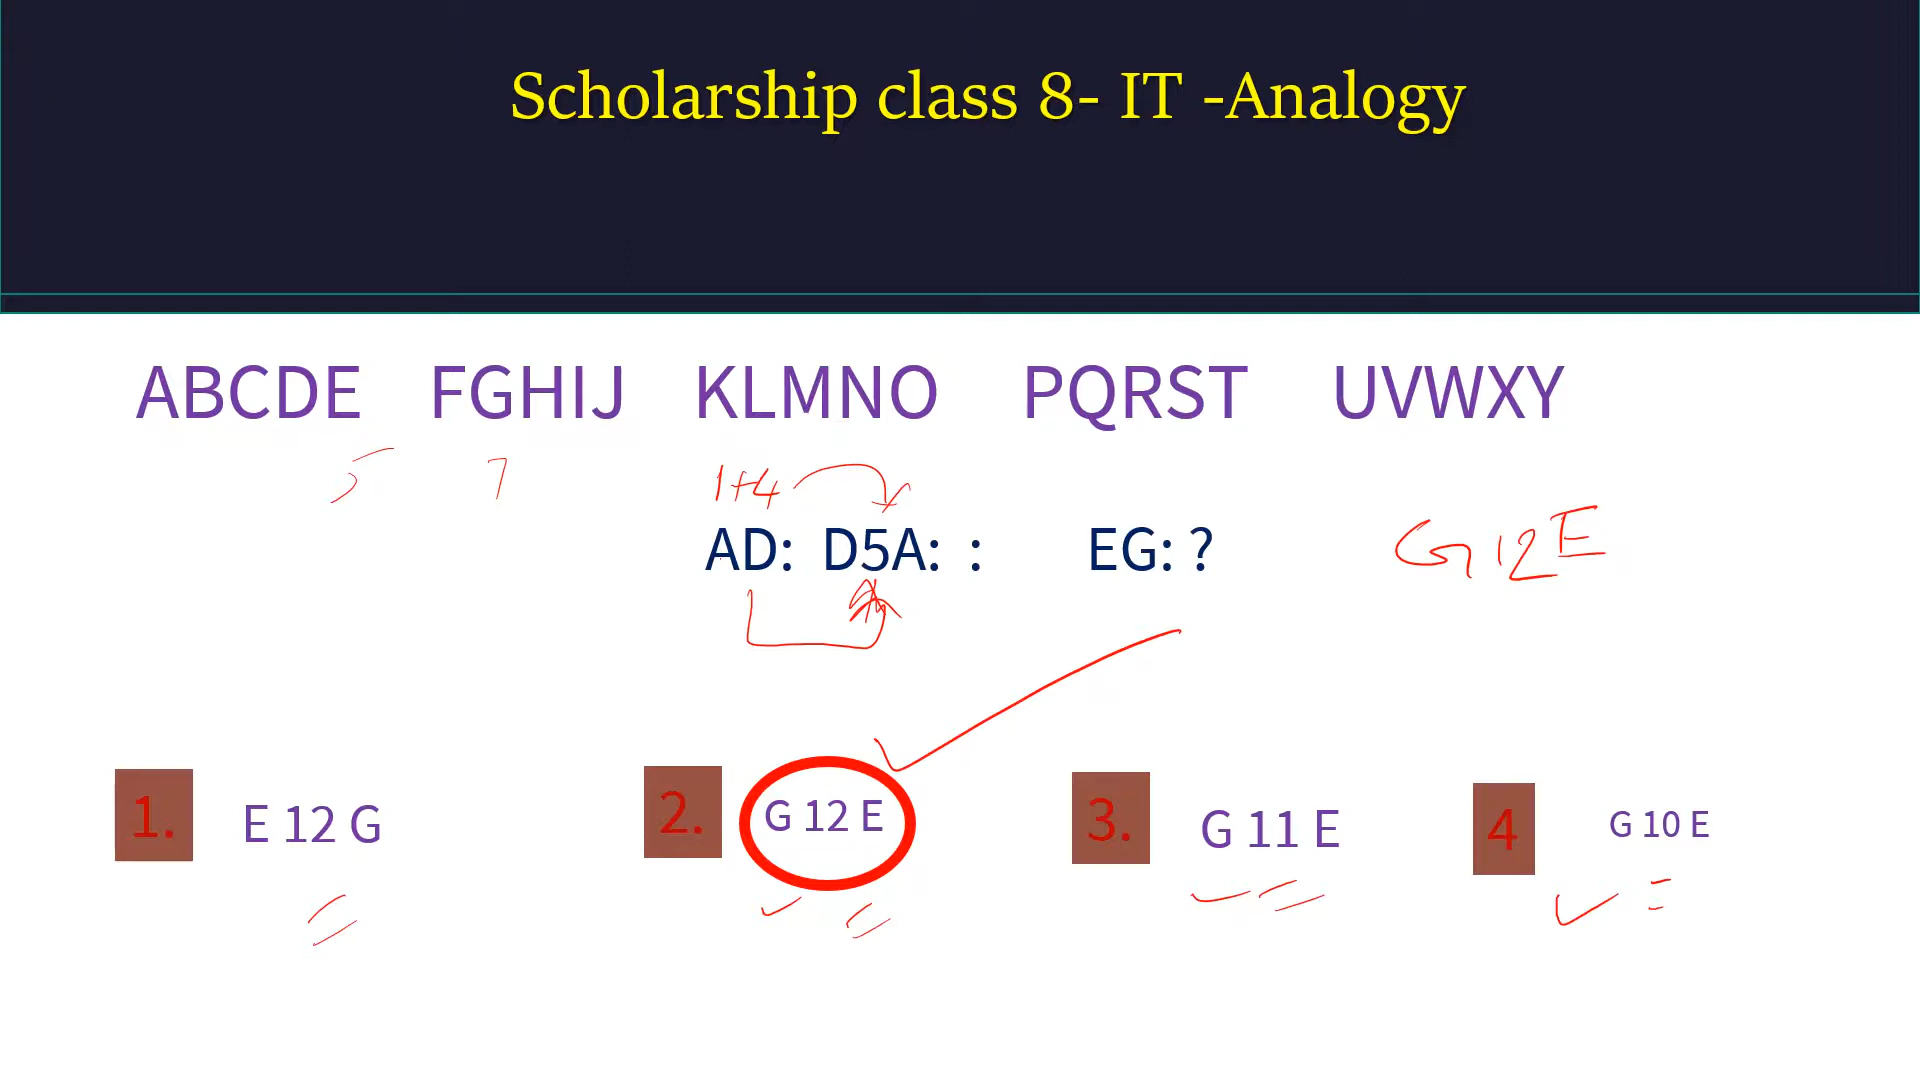 Scholarship class 8- IT -Analogy
ABCDE FGHIJ KLMNO PQRST UVWXY
5 7 1+4
AD: D5A: : EG: ? G 12 E
1. E 12 G 2. G 12 E 3. G 11 E 4 G 10 E